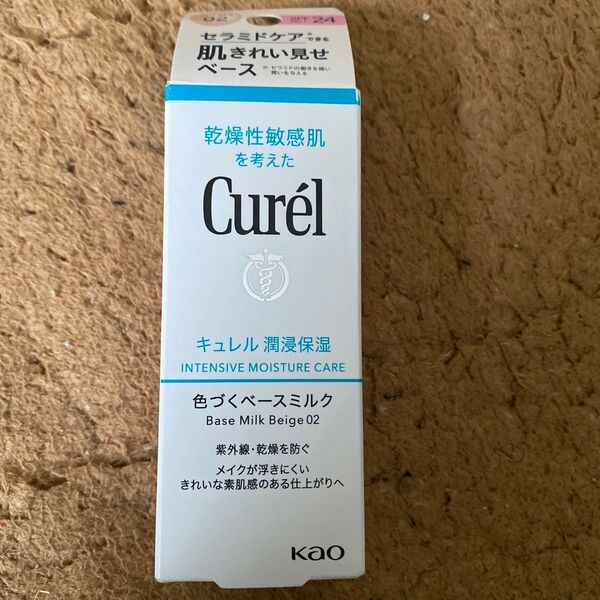 02
SPF 24
セラミドケア※できる
肌きれい見せ
ベース
※ セラミドの働きを補い
潤いを与える
乾燥性敏感肌
を考えた
Curél
キュレル 潤浸保湿
INTENSIVE MOISTURE CARE
色づくベースミルク
Base Milk Beige 02
紫外線・乾燥を防ぐ
メイクが浮きにくい
きれいな素肌感のある仕上がりへ
Kao